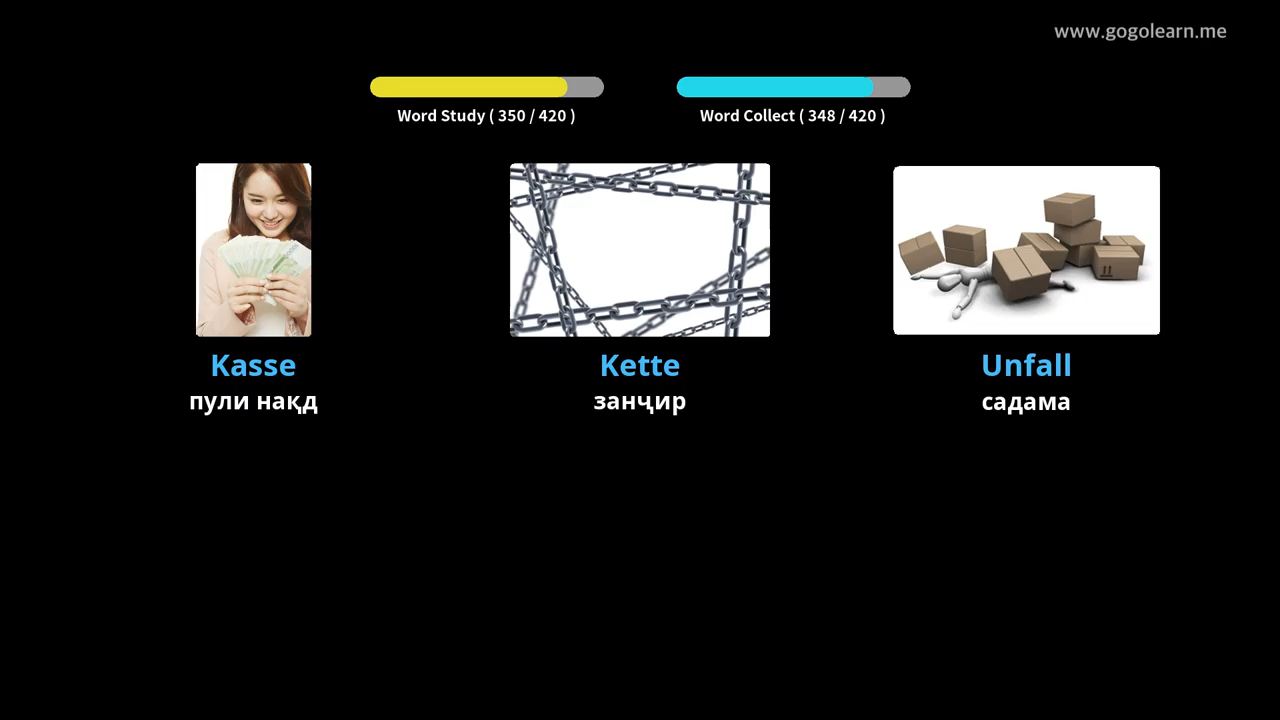 www.gogolearn.me
Word Study ( 350 / 420 )
Word Collect ( 348 / 420 )
Kasse
пули нақд
Kette
занҷир
Unfall
садама